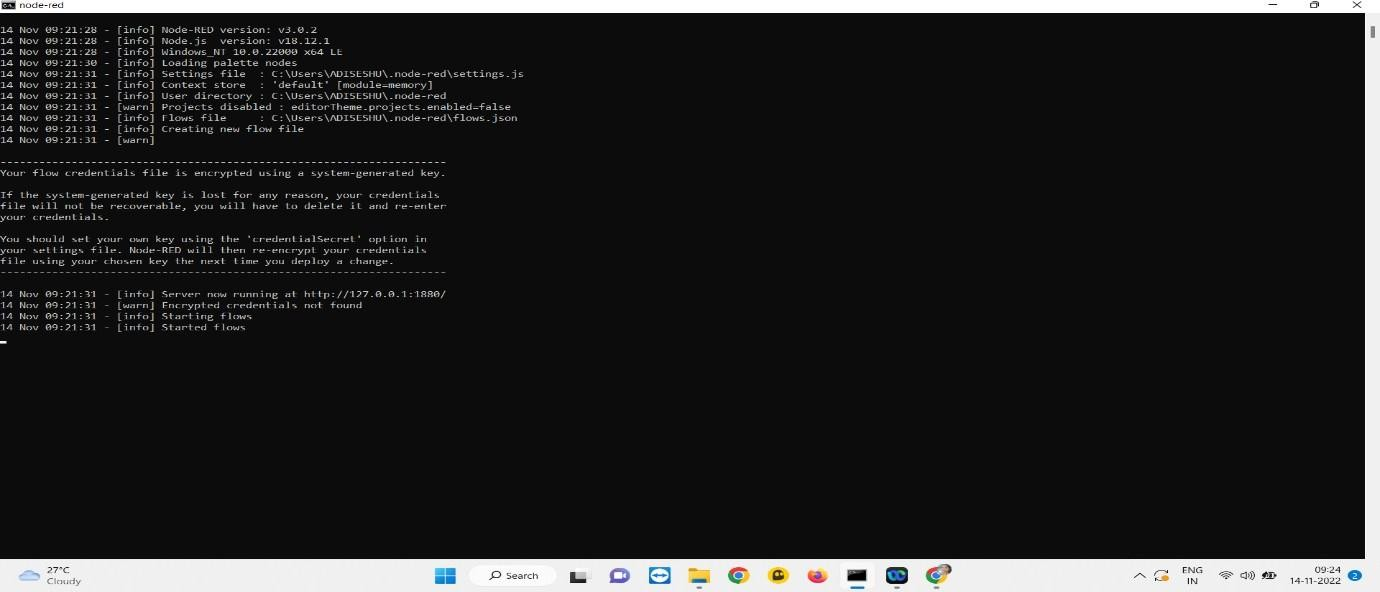 node-red
14 Nov 09:21:28 - [info] Node-RED version: v3.0.2
14 Nov 09:21:28 - [info] Node.js  version: v18.12.1
14 Nov 09:21:28 - [info] Windows_NT 10.0.22000 x64 LE
14 Nov 09:21:30 - [info] Loading palette nodes
14 Nov 09:21:31 - [info] Settings file  : C:\Users\ADISESHU\.node-red\settings.js
14 Nov 09:21:31 - [info] Context store  : 'default' [module=memory]
14 Nov 09:21:31 - [info] User directory : C:\Users\ADISESHU\.node-red
14 Nov 09:21:31 - [warn] Projects disabled : editorTheme.projects.enabled=false
14 Nov 09:21:31 - [info] Flows file     : C:\Users\ADISESHU\.node-red\flows.json
14 Nov 09:21:31 - [info] Creating new flow file
14 Nov 09:21:31 - [warn]
---------------------------------------------------------------------
Your flow credentials file is encrypted using a system-generated key.
If the system-generated key is lost for any reason, your credentials
file will not be recoverable, you will have to delete it and re-enter
your credentials.
You should set your own key using the 'credentialSecret' option in
your settings file. Node-RED will then re-encrypt your credentials
file using your chosen key the next time you deploy a change.
---------------------------------------------------------------------
14 Nov 09:21:31 - [info] Server now running at http://127.0.0.1:1880/
14 Nov 09:21:31 - [warn] Encrypted credentials not found
14 Nov 09:21:31 - [info] Starting flows
14 Nov 09:21:31 - [info] Started flows
27°C
Cloudy
Search
ENG
IN
09:24
14-11-2022
2